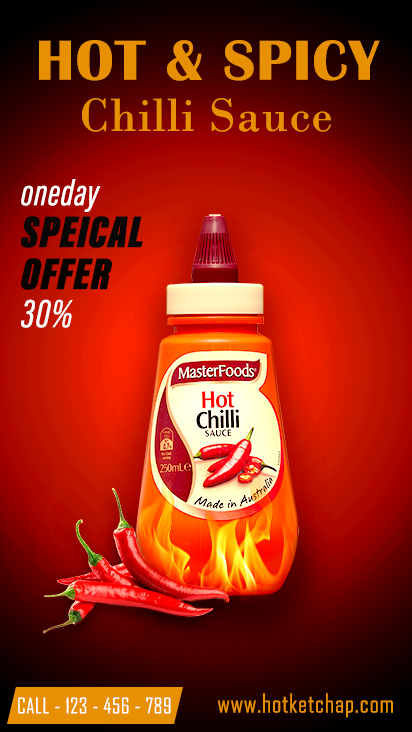 HOT & SPICY
Chilli Sauce
oneday
SPEICAL
OFFER
30%
MasterFoods®
Hot
Chilli
SAUCE
250mLe
Made in Australia
CALL - 123 - 456 - 789
www.hotketchap.com